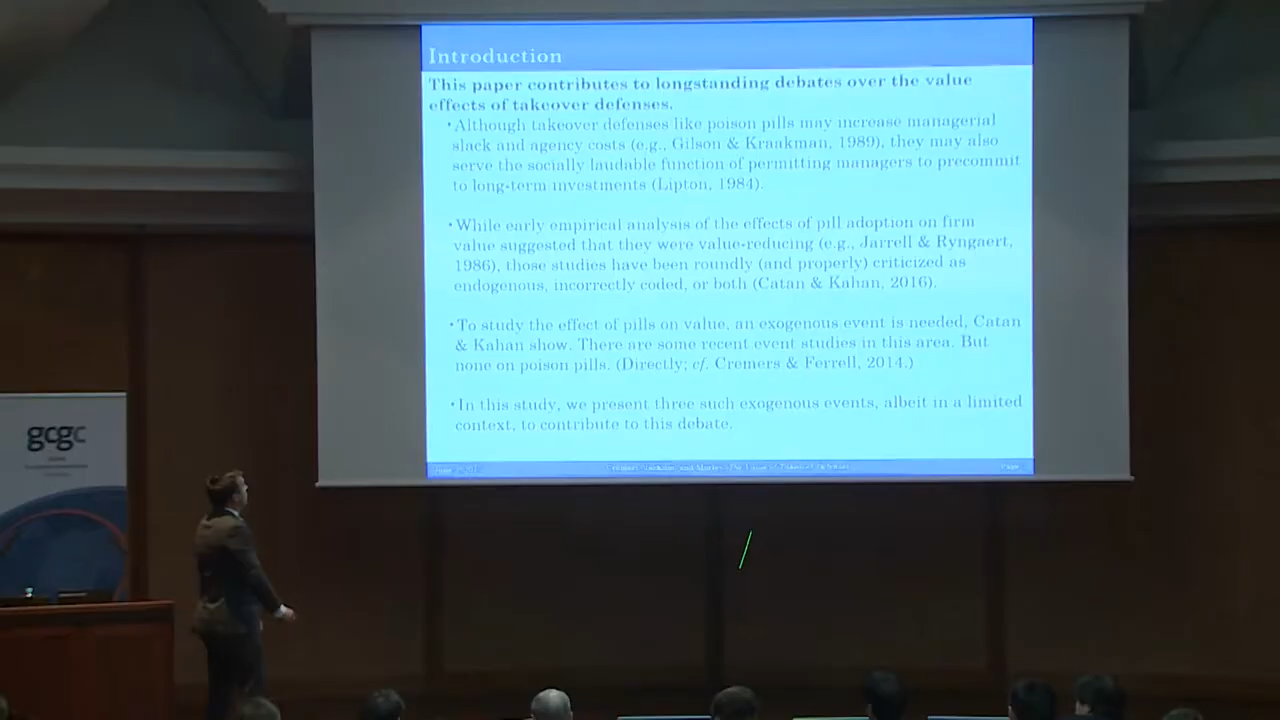 Introduction
This paper contributes to longstanding debates over the value
effects of takeover defenses.
•Although takeover defenses like poison pills may increase managerial
slack and agency costs (e.g., Gilson & Kraakman, 1989), they may also
serve the socially laudable function of permitting managers to precommit
to long-term investments (Lipton, 1984).
•While early empirical analysis of the effects of pill adoption on firm
value suggested that they were value-reducing (e.g., Jarrell & Ryngaert,
1986), those studies have been roundly (and properly) criticized as
endogenous, incorrectly coded, or both (Catan & Kahan, 2016).
•To study the effect of pills on value, an exogenous event is needed, Catan
& Kahan show. There are some recent event studies in this area. But
none on poison pills. (Directly; cf. Cremers & Ferrell, 2014.)
•In this study, we present three such exogenous events, albeit in a limited
context, to contribute to this debate.
gcgc